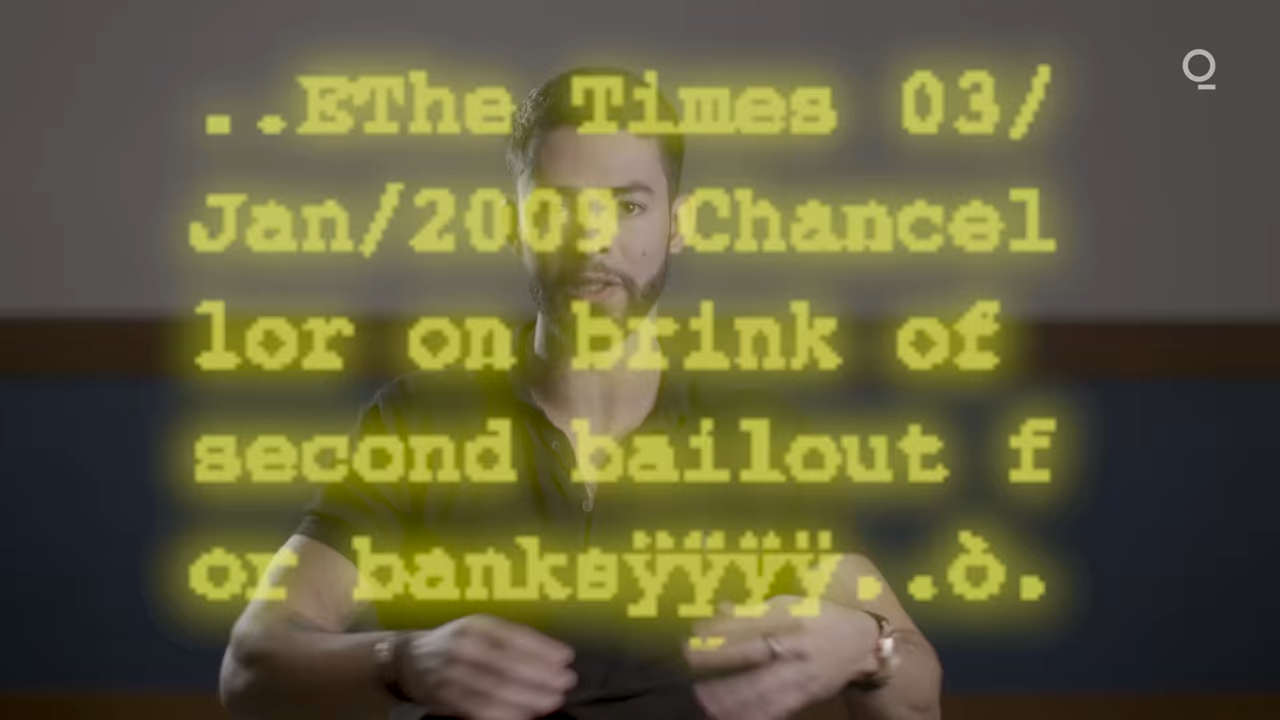 ..EThe Times 03/
Jan/2009 Chancel
lor on brink of
second bailout f
or banksÿÿÿÿ..ò.